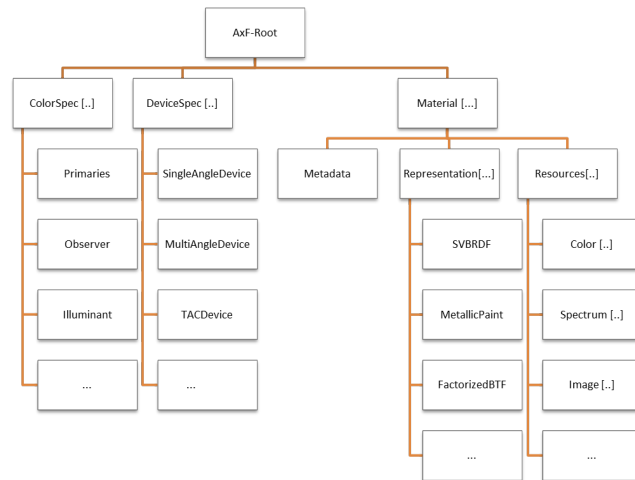 AxF-Root
ColorSpec [..]
DeviceSpec [..]
Material [...]
Primaries
SingleAngleDevice
Metadata
Representation[...]
Resources[..]
Observer
MultiAngleDevice
SVBRDF
Color [..]
Illuminant
TACDevice
MetallicPaint
Spectrum [..]
...
...
FactorizedBTF
Image [..]
...
...